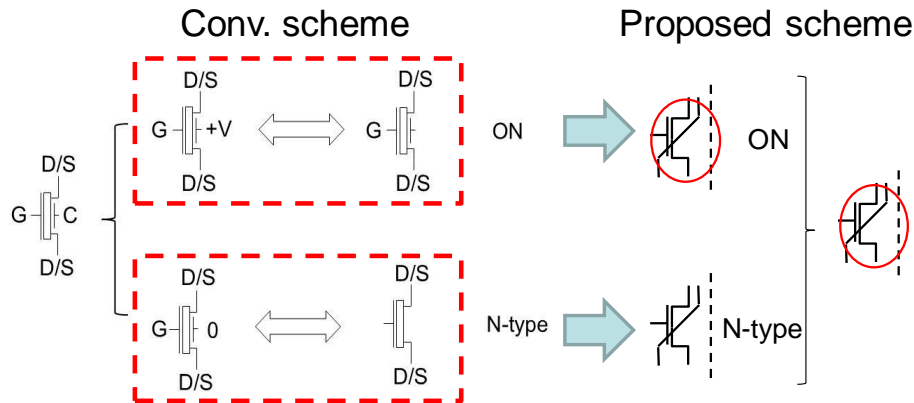 Conv. scheme
Proposed scheme
D/S
G
C
D/S
D/S
G
+V
D/S
D/S
G
D/S
ON
ON
D/S
G
0
D/S
D/S
D/S
N-type
N-type